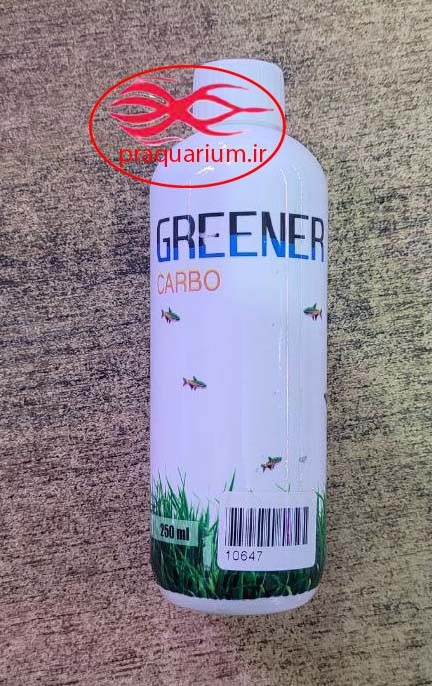 praquarium.ir
GREENER
CARBO
250 ml
10647